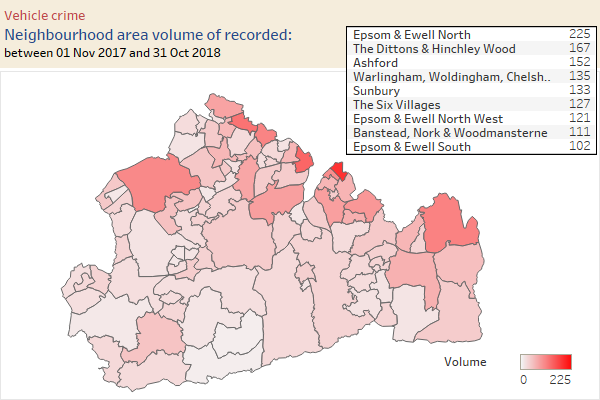 Vehicle crime
Neighbourhood area volume of recorded:
between 01 Nov 2017 and 31 Oct 2018
Epsom & Ewell North 225
The Dittons & Hinchley Wood 167
Ashford 152
Warlingham, Woldingham, Chelsh.. 135
Sunbury 133
The Six Villages 127
Epsom & Ewell North West 121
Banstead, Nork & Woodmansterne 111
Epsom & Ewell South 102
Volume
0 225